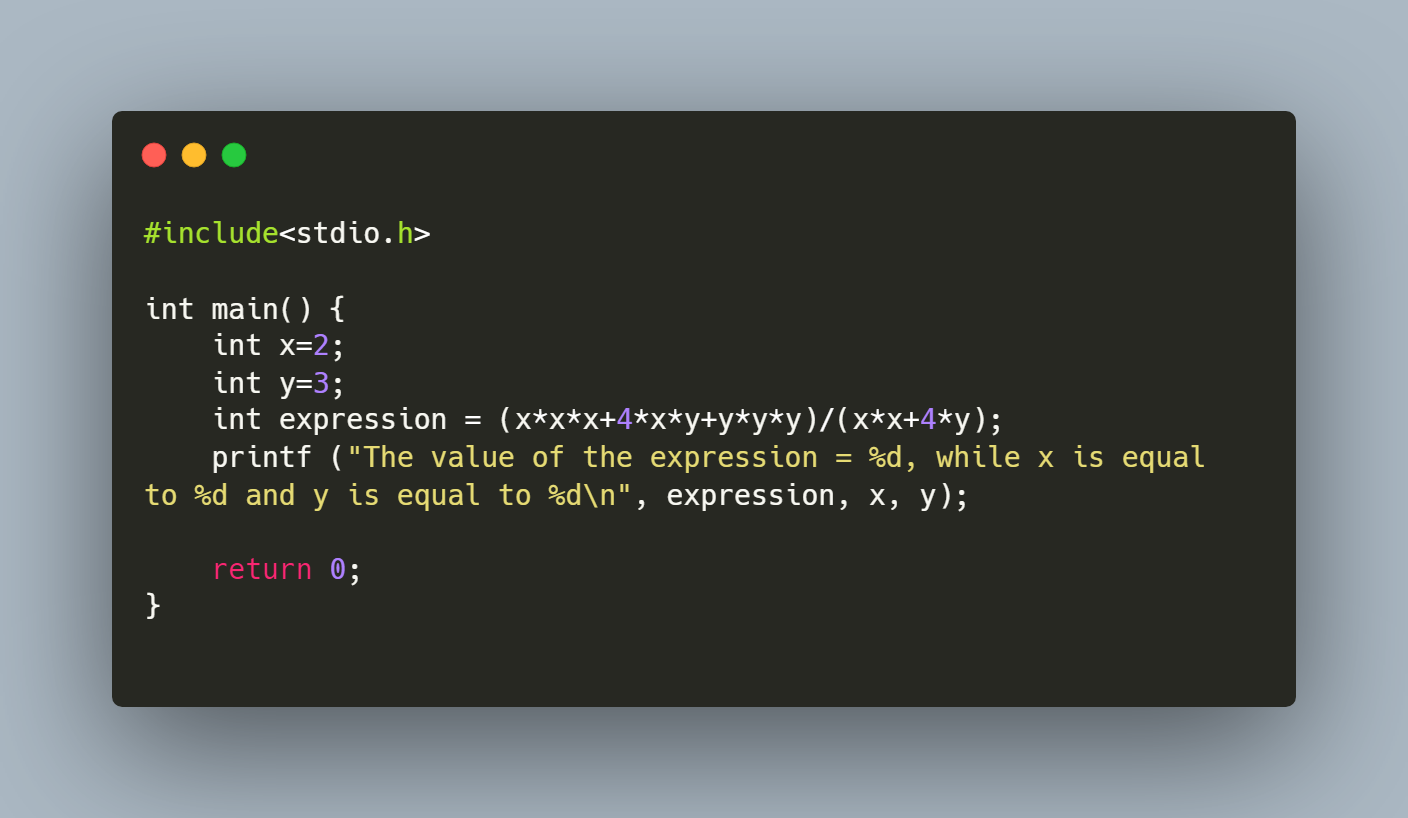 #include<stdio.h>
int main() {
    int x=2;
    int y=3;
    int expression = (x*x*x+4*x*y+y*y*y)/(x*x+4*y);
    printf ("The value of the expression = %d, while x is equal
to %d and y is equal to %d\n", expression, x, y);
    return 0;
}